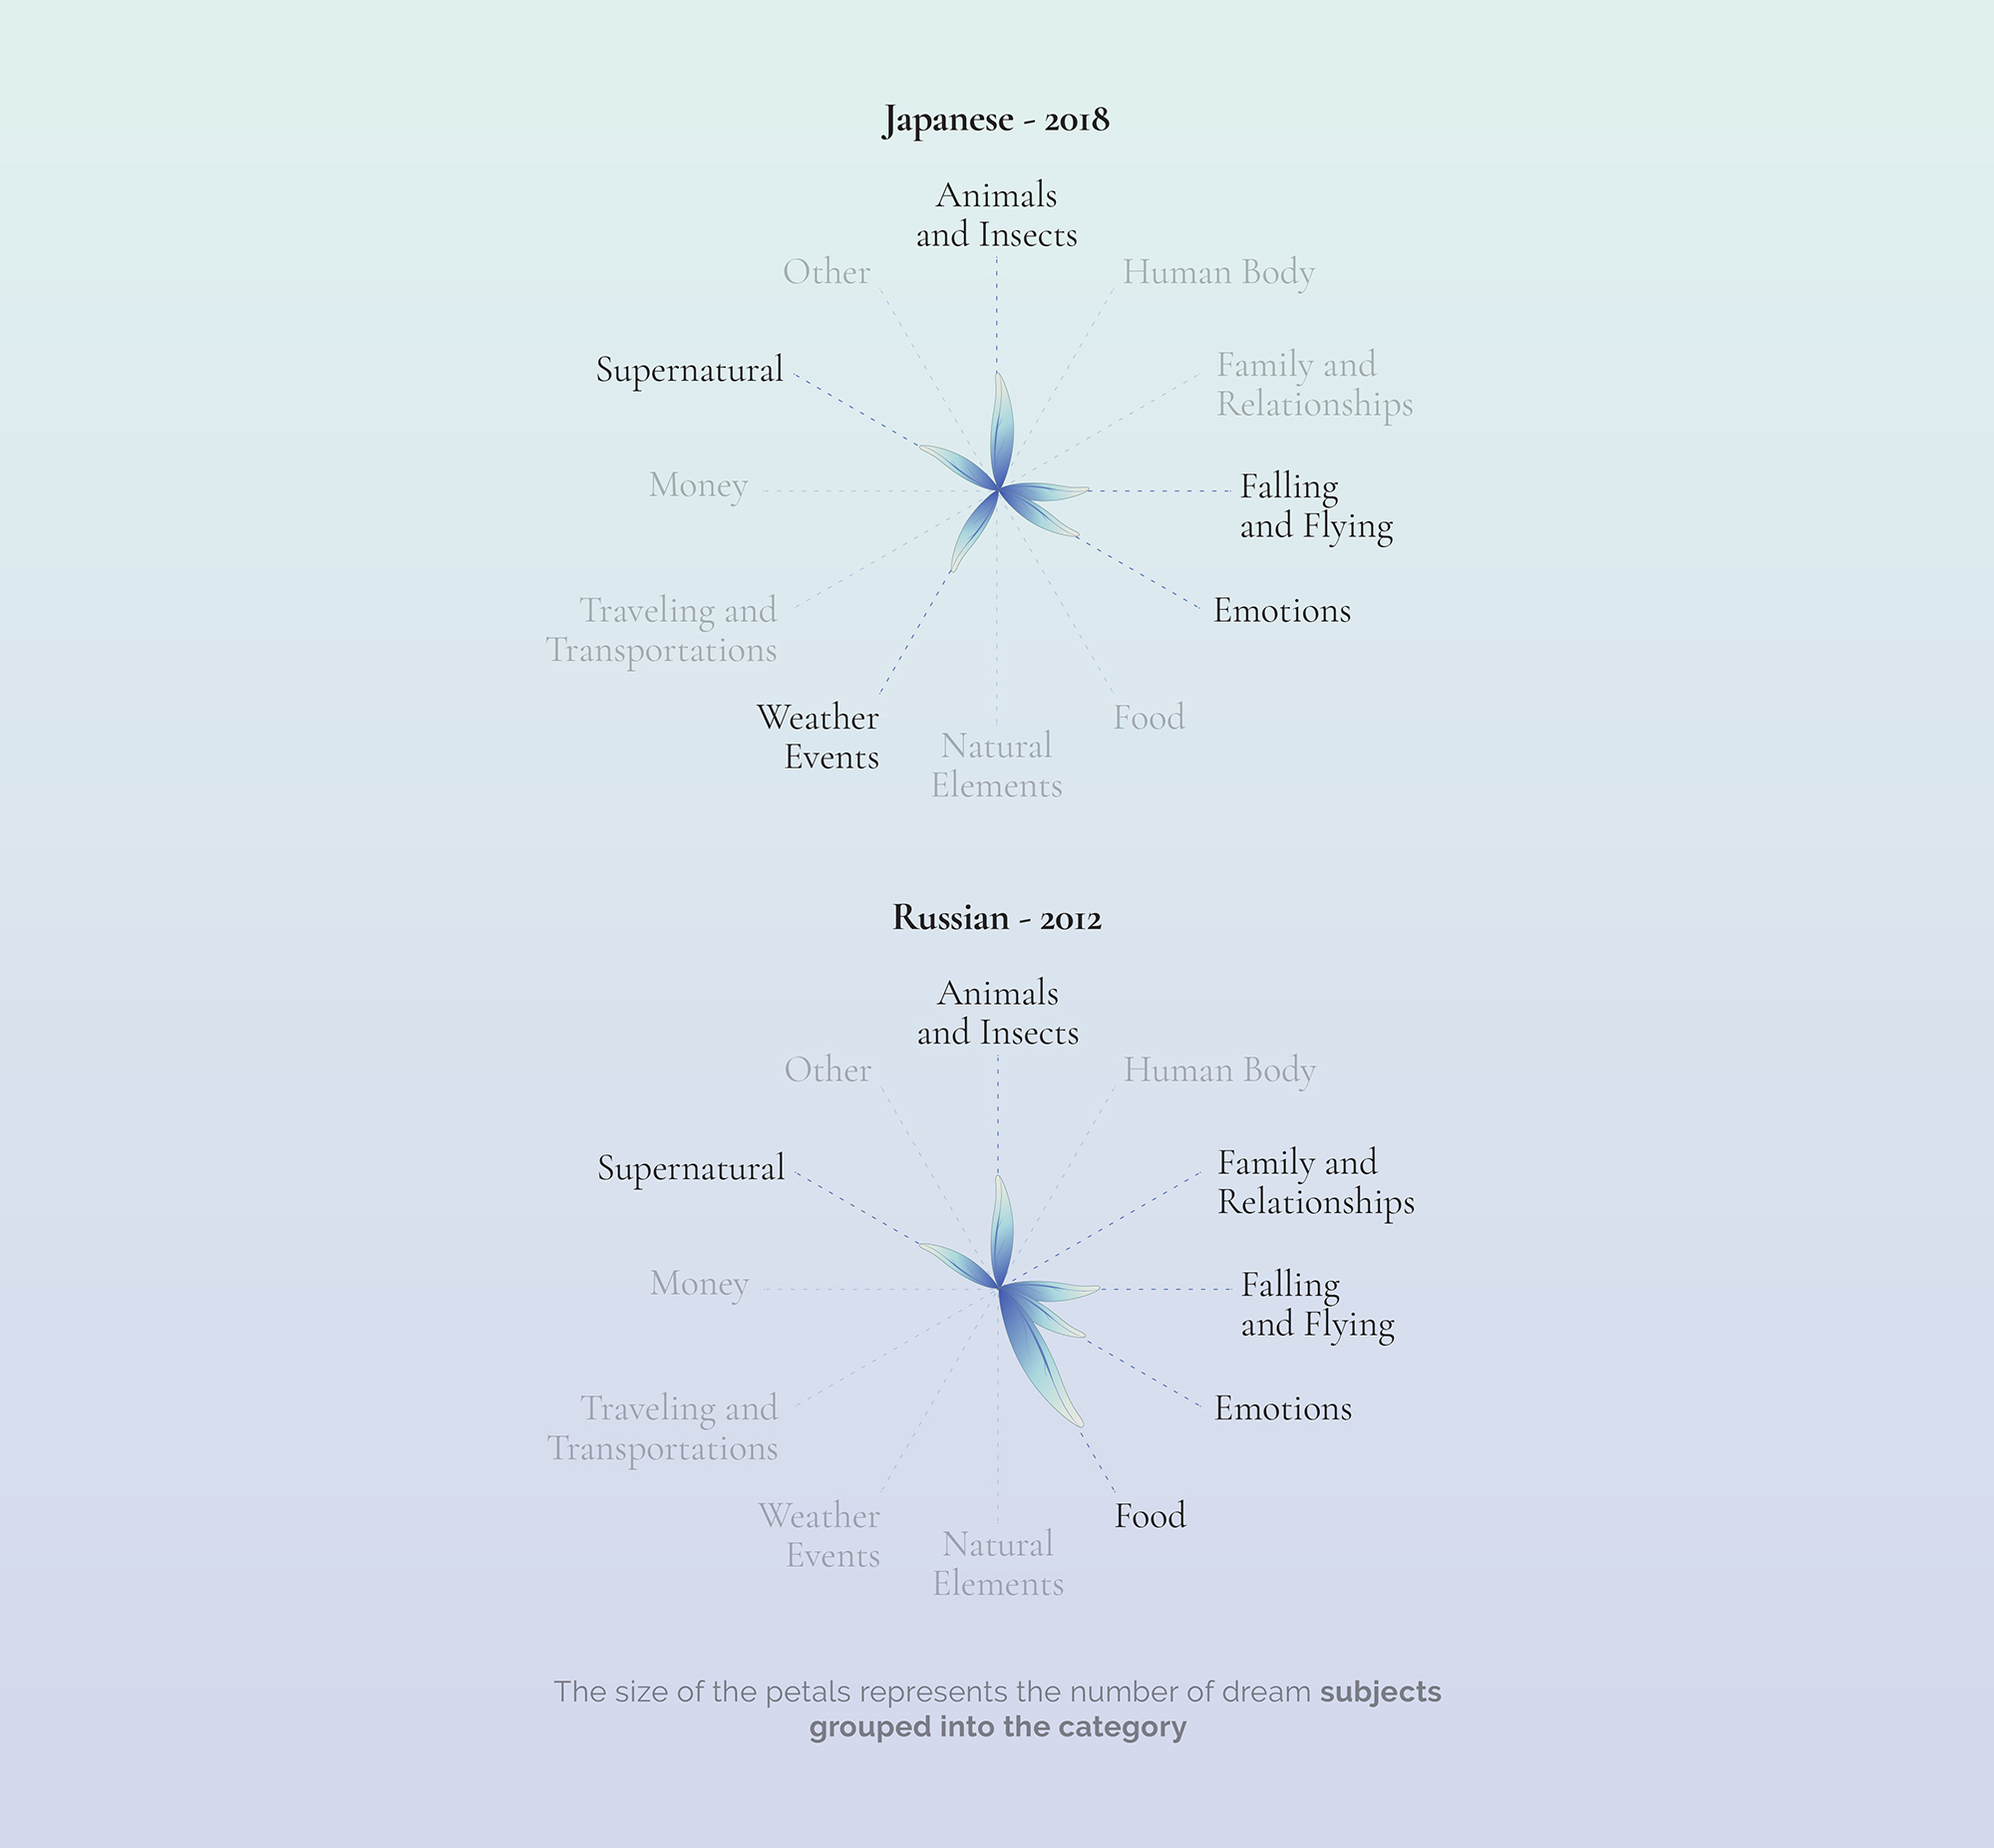 Japanese - 2018
Animals
and Insects
Other
Human Body
Supernatural
Family and
Relationships
Money
Falling
and Flying
Traveling and
Transportations
Emotions
Weather
Events
Food
Natural
Elements
Russian - 2012
Animals
and Insects
Other
Human Body
Supernatural
Family and
Relationships
Money
Falling
and Flying
Traveling and
Transportations
Emotions
Weather
Events
Food
Natural
Elements
The size of the petals represents the number of dream subjects
grouped into the category